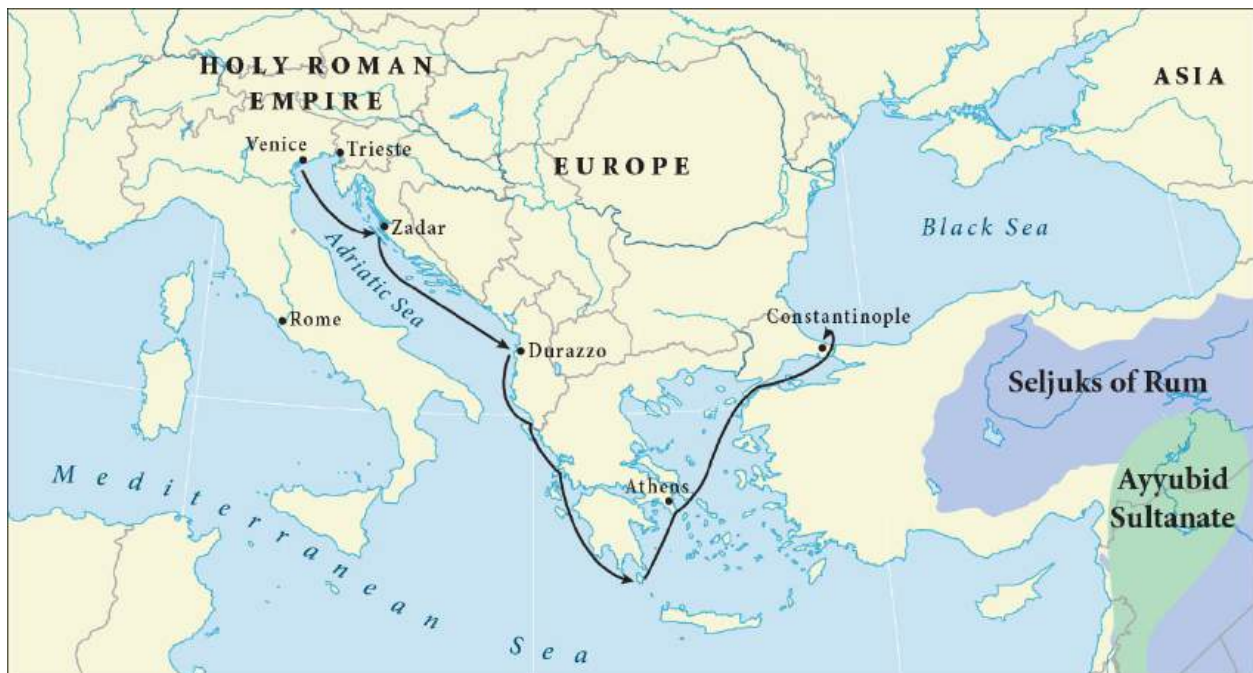 HOLY ROMAN
EMPIRE
ASIA
Venice
Trieste
EUROPE
Zadar
Black Sea
Adriatic Sea
Rome
Constantinople
Durazzo
Seljuks of Rum
Mediterranean Sea
Athens
Ayyubid
Sultanate